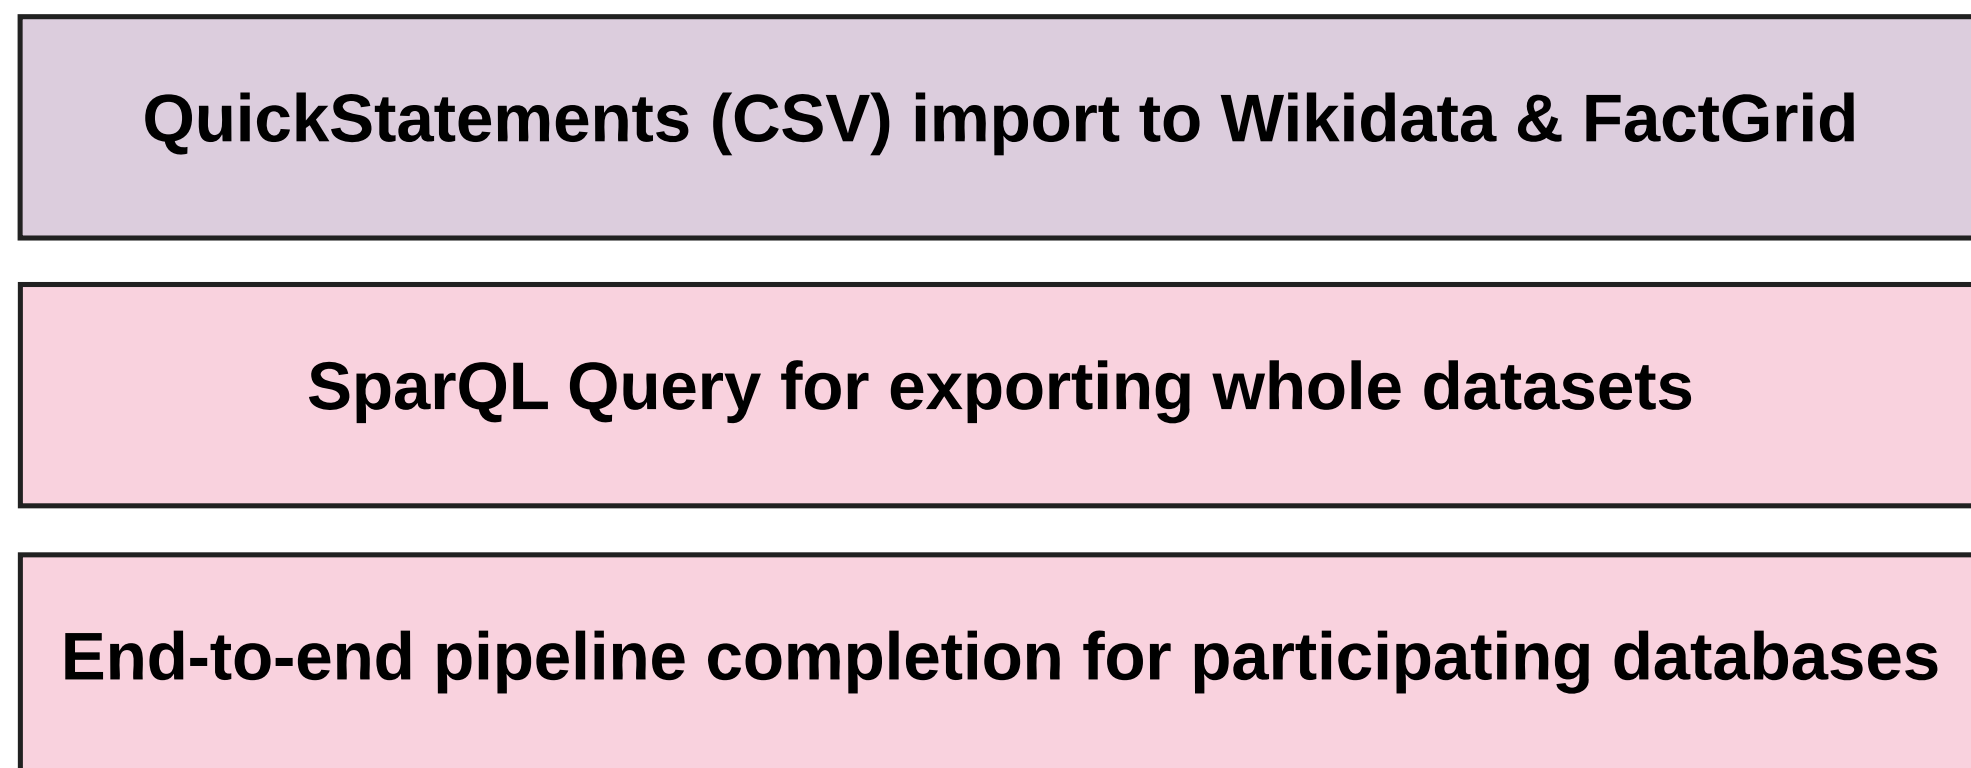 QuickStatements (CSV) import to Wikidata & FactGrid
SparQL Query for exporting whole datasets
End-to-end pipeline completion for participating databases